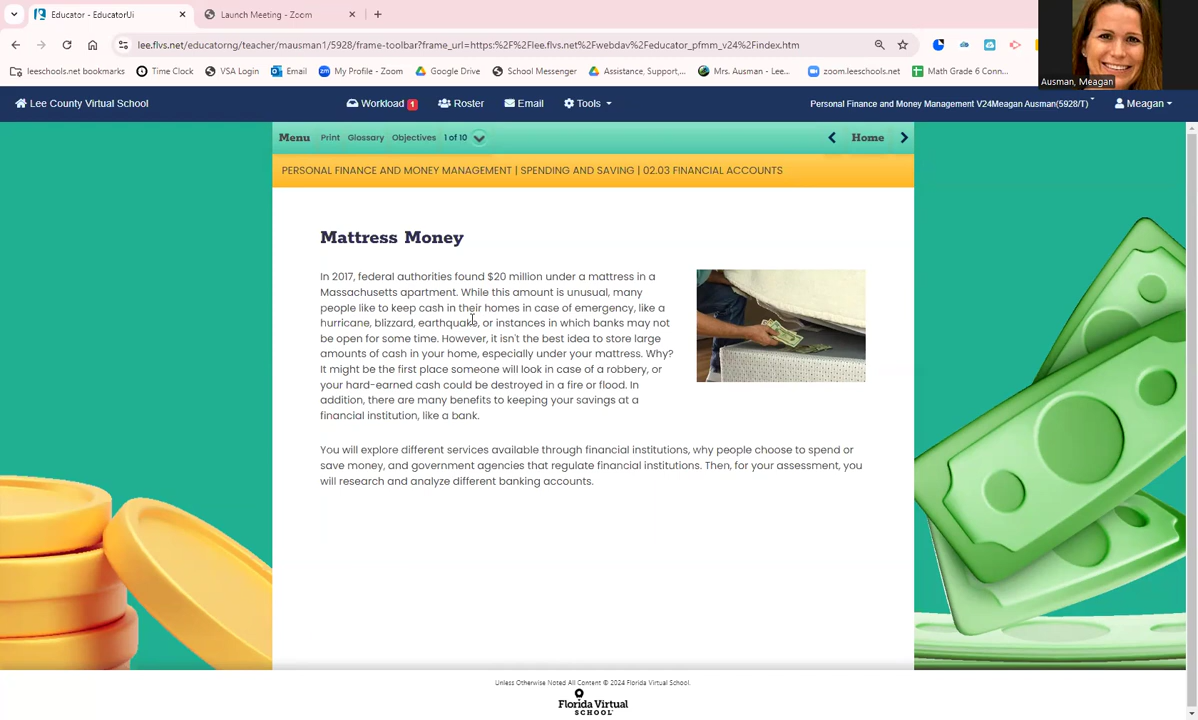 Educator - EducatorUi
Launch Meeting - Zoom
lee.flvs.net/educatorng/teacher/mausman1/5928/frame-toolbar?frame_url=https:%2F%2Flee.flvs.net%2Fwebdav%2Feducator_pfmm_v24%2Findex.htm
Ausman, Meagan
leeschools.net bookmarks
Time Clock
VSA Login
Email
My Profile - Zoom
Google Drive
School Messenger
Assistance, Support,...
Mrs. Ausman - Lee...
zoom.leeschools.net
Math Grade 6 Conn...
Lee County Virtual School
Workload 1
Roster
Email
Tools
Personal Finance and Money Management V24Meagan Ausman(5928/T)
Meagan
Menu Print Glossary Objectives 1 of 10
Home
PERSONAL FINANCE AND MONEY MANAGEMENT | SPENDING AND SAVING | 02.03 FINANCIAL ACCOUNTS
Mattress Money
In 2017, federal authorities found $20 million under a mattress in a
Massachusetts apartment. While this amount is unusual, many
people like to keep cash in their homes in case of emergency, like a
hurricane, blizzard, earthquake, or instances in which banks may not
be open for some time. However, it isn't the best idea to store large
amounts of cash in your home, especially under your mattress. Why?
It might be the first place someone will look in case of a robbery, or
your hard-earned cash could be destroyed in a fire or flood. In
addition, there are many benefits to keeping your savings at a
financial institution, like a bank.
You will explore different services available through financial institutions, why people choose to spend or
save money, and government agencies that regulate financial institutions. Then, for your assessment, you
will research and analyze different banking accounts.
Unless Otherwise Noted All Content © 2024 Florida Virtual School.
Florida Virtual
SCHOOL